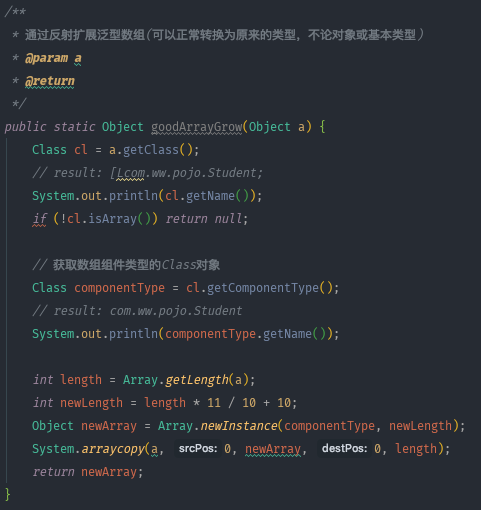 /**
 * 通过反射扩展泛型数组(可以正常转换为原来的类型，不论对象或基本类型)
 * @param a
 * @return
 */
public static Object goodArrayGrow(Object a) {
    Class cl = a.getClass();
    // result: [Lcom.ww.pojo.Student;
    System.out.println(cl.getName());
    if (!cl.isArray()) return null;

    // 获取数组组件类型的Class对象
    Class componentType = cl.getComponentType();
    // result: com.ww.pojo.Student
    System.out.println(componentType.getName());

    int length = Array.getLength(a);
    int newLength = length * 11 / 10 + 10;
    Object newArray = Array.newInstance(componentType, newLength);
    System.arraycopy(a, srcPos: 0, newArray, destPos: 0, length);
    return newArray;
}